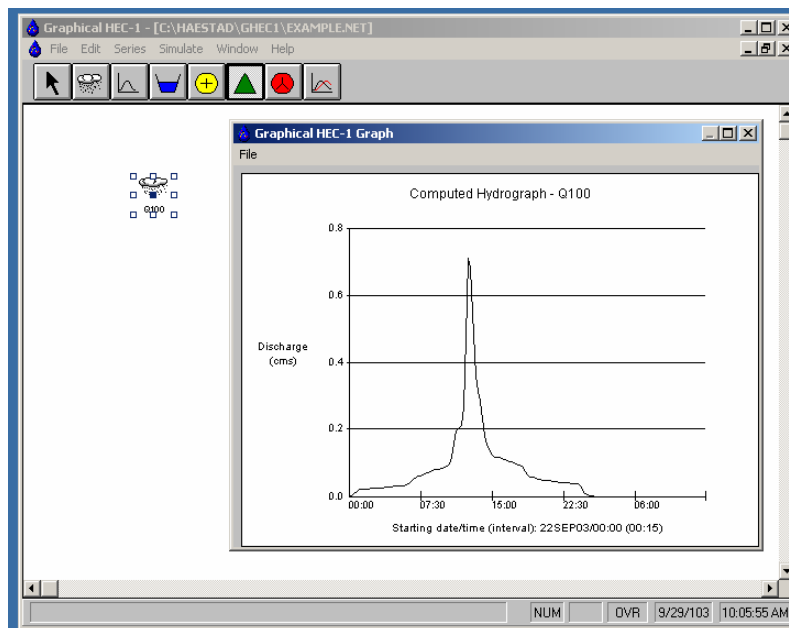 Graphical HEC-1 - [C:\HAESTAD\GHEC1\EXAMPLE.NET]
File Edit Series Simulate Window Help
Graphical HEC-1 Graph
File
Q100
Computed Hydrograph - Q100
0.8
0.6
Discharge
(cms)
0.4
0.2
0.0
00:00 07:30 15:00 22:30 06:00
Starting date/time (interval): 22SEP03/00:00 (00:15)
NUM OVR 9/29/103 10:05:55 AM